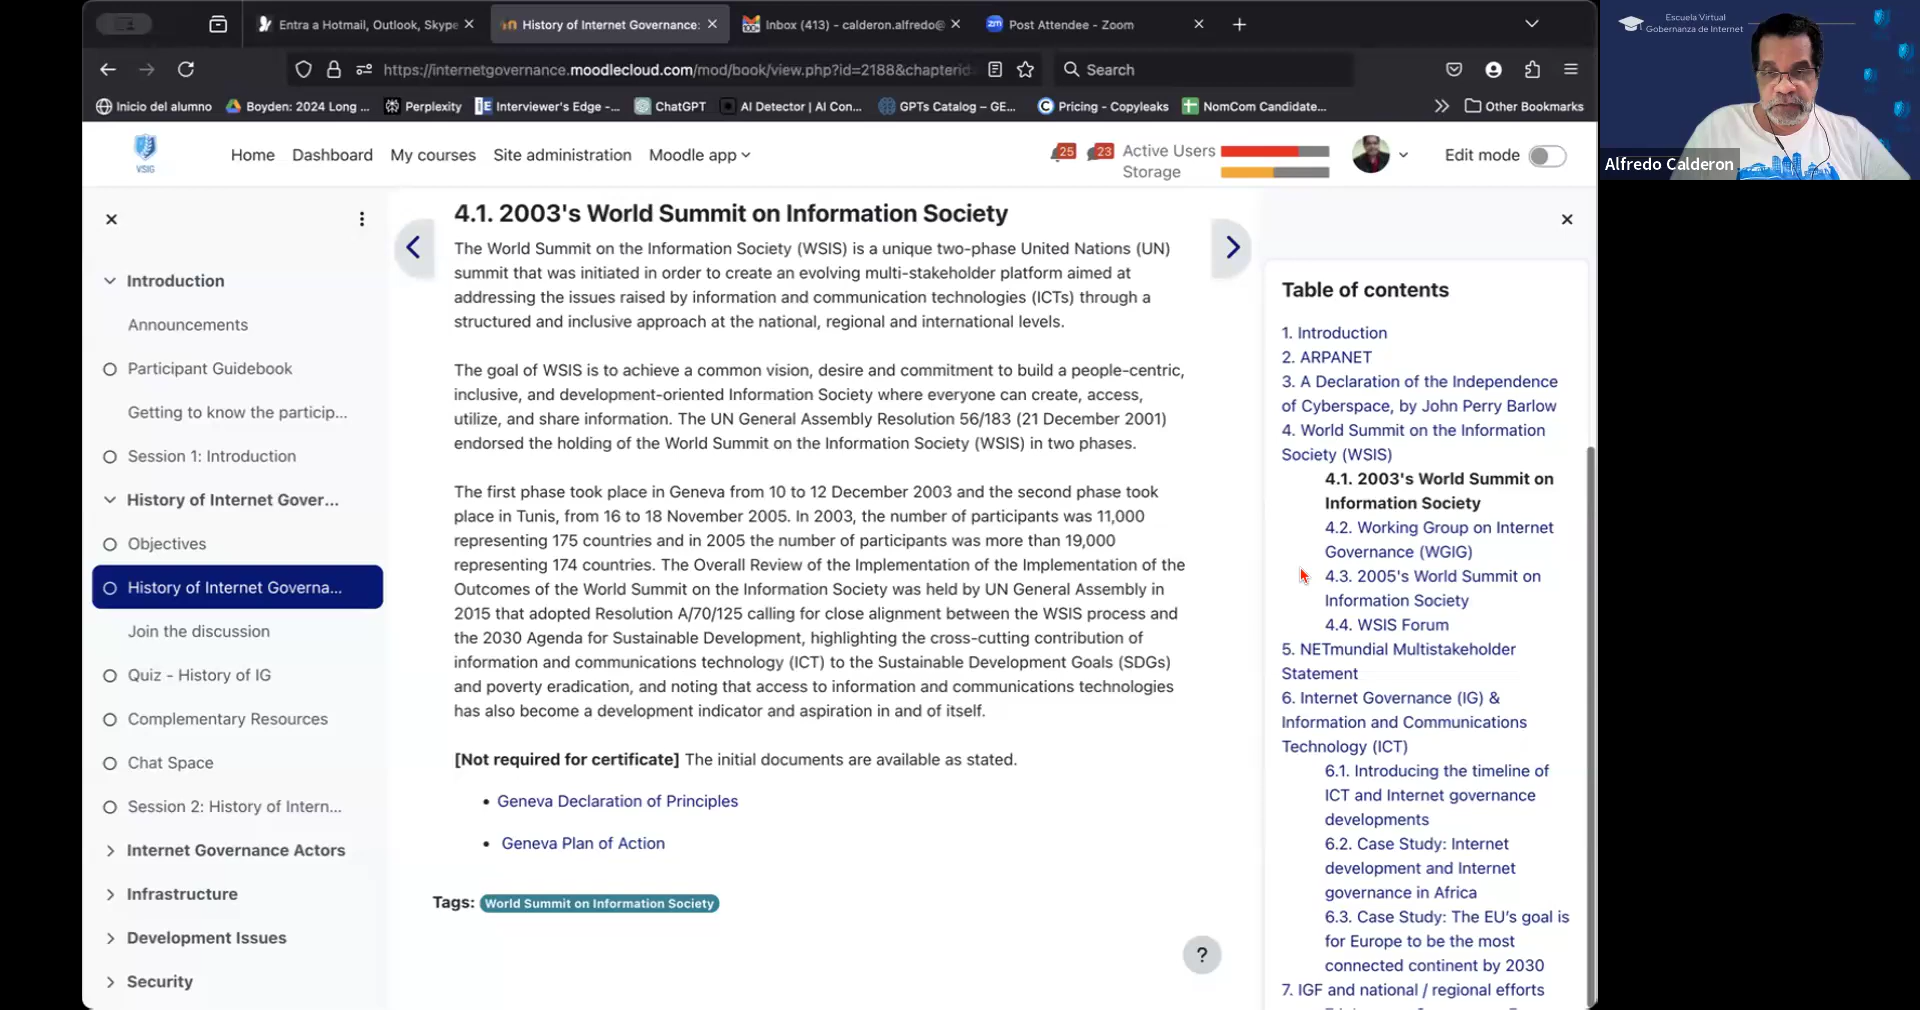 Entra a Hotmail, Outlook, Skype
History of Internet Governance:
Inbox (413) - calderon.alfredo@
zm Post Attendee - Zoom
https://internetgovernance.moodlecloud.com/mod/book/view.php?id=2188&chapterid
Search
Inicio del alumno
Boyden: 2024 Long ...
Perplexity
Interviewer's Edge -...
ChatGPT
AI Detector | AI Con...
GPTs Catalog – GE...
Pricing - Copyleaks
NomCom Candidate...
Other Bookmarks
Escuela Virtual
Gobernanza de Internet
Alfredo Calderon
VSIG
Home
Dashboard
My courses
Site administration
Moodle app
25
23
Active Users
Storage
Edit mode
Introduction
Announcements
Participant Guidebook
Getting to know the particip...
Session 1: Introduction
History of Internet Gover...
Objectives
History of Internet Governa...
Join the discussion
Quiz - History of IG
Complementary Resources
Chat Space
Session 2: History of Intern...
Internet Governance Actors
Infrastructure
Development Issues
Security
4.1. 2003's World Summit on Information Society
The World Summit on the Information Society (WSIS) is a unique two-phase United Nations (UN)
summit that was initiated in order to create an evolving multi-stakeholder platform aimed at
addressing the issues raised by information and communication technologies (ICTs) through a
structured and inclusive approach at the national, regional and international levels.
The goal of WSIS is to achieve a common vision, desire and commitment to build a people-centric,
inclusive, and development-oriented Information Society where everyone can create, access,
utilize, and share information. The UN General Assembly Resolution 56/183 (21 December 2001)
endorsed the holding of the World Summit on the Information Society (WSIS) in two phases.
The first phase took place in Geneva from 10 to 12 December 2003 and the second phase took
place in Tunis, from 16 to 18 November 2005. In 2003, the number of participants was 11,000
representing 175 countries and in 2005 the number of participants was more than 19,000
representing 174 countries. The Overall Review of the Implementation of the Implementation of the
Outcomes of the World Summit on the Information Society was held by UN General Assembly in
2015 that adopted Resolution A/70/125 calling for close alignment between the WSIS process and
the 2030 Agenda for Sustainable Development, highlighting the cross-cutting contribution of
information and communications technology (ICT) to the Sustainable Development Goals (SDGs)
and poverty eradication, and noting that access to information and communications technologies
has also become a development indicator and aspiration in and of itself.
[Not required for certificate] The initial documents are available as stated.
• Geneva Declaration of Principles
• Geneva Plan of Action
Tags: World Summit on Information Society
?
Table of contents
1. Introduction
2. ARPANET
3. A Declaration of the Independence
of Cyberspace, by John Perry Barlow
4. World Summit on the Information
Society (WSIS)
4.1. 2003's World Summit on
Information Society
4.2. Working Group on Internet
Governance (WGIG)
4.3. 2005's World Summit on
Information Society
4.4. WSIS Forum
5. NETmundial Multistakeholder
Statement
6. Internet Governance (IG) &
Information and Communications
Technology (ICT)
6.1. Introducing the timeline of
ICT and Internet governance
developments
6.2. Case Study: Internet
development and Internet
governance in Africa
6.3. Case Study: The EU's goal is
for Europe to be the most
connected continent by 2030
7. IGF and national / regional efforts